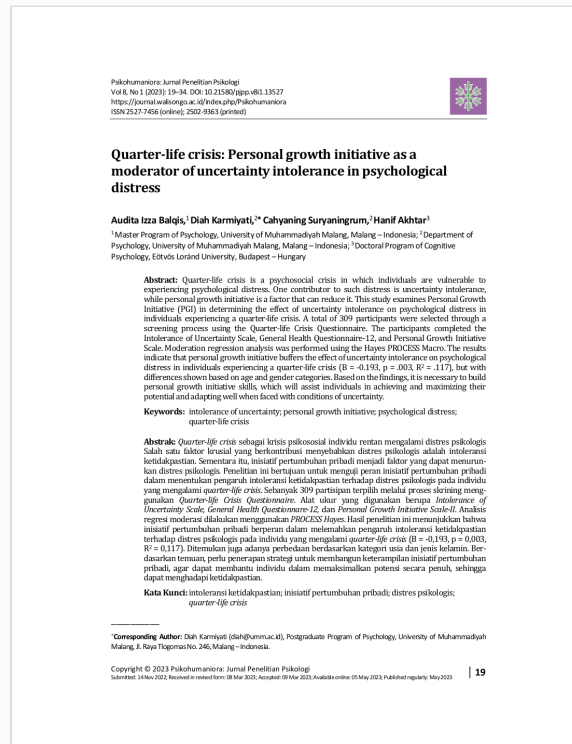 Psikohumaniora: Jurnal Penelitian Psikologi
Vol 8, No 1 (2023): 19–34. DOI: 10.21580/pjpp.v8i1.13527
https://journal.walisongo.ac.id/index.php/Psikohumaniora
ISSN 2527-7456 (online); 2502-9363 (printed)
Quarter-life crisis: Personal growth initiative as a
moderator of uncertainty intolerance in psychological
distress
Audita Izza Balqis,1 Diah Karmiyati,2* Cahyaning Suryaningrum,2 Hanif Akhtar3
1 Master Program of Psychology, University of Muhammadiyah Malang, Malang – Indonesia; 2 Department of
Psychology, University of Muhammadiyah Malang, Malang – Indonesia; 3 Doctoral Program of Cognitive
Psychology, Eötvös Loránd University, Budapest – Hungary
Abstract: Quarter-life crisis is a psychosocial crisis in which individuals are vulnerable to
experiencing psychological distress. One contributor to such distress is uncertainty intolerance,
while personal growth initiative is a factor that can reduce it. This study examines Personal Growth
Initiative (PGI) in determining the effect of uncertainty intolerance on psychological distress in
individuals experiencing a quarter-life crisis. A total of 309 participants were selected through a
screening process using the Quarter-life Crisis Questionnaire. The participants completed the
Intolerance of Uncertainty Scale, General Health Questionnaire-12, and Personal Growth Initiative
Scale. Moderation regression analysis was performed using the Hayes PROCESS Macro. The results
indicate that personal growth initiative buffers the effect of uncertainty intolerance on psychological
distress in individuals experiencing a quarter-life crisis (B = -0.193, p = .003, R² = .117), but with
differences shown based on age and gender categories. Based on the findings, it is necessary to build
personal growth initiative skills, which will assist individuals in achieving and maximizing their
potential and adapting well when faced with conditions of uncertainty.
Keywords: intolerance of uncertainty; personal growth initiative; psychological distress;
quarter-life crisis
Abstrak: Quarter-life crisis sebagai krisis psikososial individu rentan mengalami distres psikologis
Salah satu faktor krusial yang berkontribusi menyebabkan distres psikologis adalah intoleransi
ketidakpastian. Sementara itu, inisiatif pertumbuhan pribadi menjadi faktor yang dapat menurun-
kan distres psikologis. Penelitian ini bertujuan untuk menguji peran inisiatif pertumbuhan pribadi
dalam menentukan pengaruh intoleransi ketidakpastian terhadap distres psikologis pada individu
yang mengalami quarter-life crisis. Sebanyak 309 partisipan terpilih melalui proses skrining meng-
gunakan Quarter-life Crisis Questionnaire. Alat ukur yang digunakan berupa Intolerance of
Uncertainty Scale, General Health Questionnaire-12, dan Personal Growth Initiative Scale-II. Analisis
regresi moderasi dilakukan menggunakan PROCESS Hayes. Hasil penelitian ini menunjukkan bahwa
inisiatif pertumbuhan pribadi berperan dalam melemahkan pengaruh intoleransi ketidakpastian
terhadap distres psikologis pada individu yang mengalami quarter-life crisis (B = -0,193, p = 0,003,
R² = 0,117). Ditemukan juga adanya perbedaan berdasarkan kategori usia dan jenis kelamin. Ber-
dasarkan temuan, perlu penerapan strategi untuk membangun keterampilan inisiatif pertumbuhan
pribadi, agar dapat membantu individu dalam memaksimalkan potensi secara penuh, sehingga
dapat menghadapi ketidakpastian.
Kata Kunci: intoleransi ketidakpastian; inisiatif pertumbuhan pribadi; distres psikologis;
quarter-life crisis
*Corresponding Author: Diah Karmiyati (diah@umm.ac.id), Postgraduate Program of Psychology, University of Muhammadiyah
Malang, Jl. Raya Tlogomas No. 246, Malang – Indonesia.
Copyright © 2023 Psikohumaniora: Jurnal Penelitian Psikologi
Submitted: 14 Nov 2022; Received in revised form: 08 Mar 2023; Accepted: 09 Mar 2023; Available online: 05 May 2023; Published regularly: May 2023
19